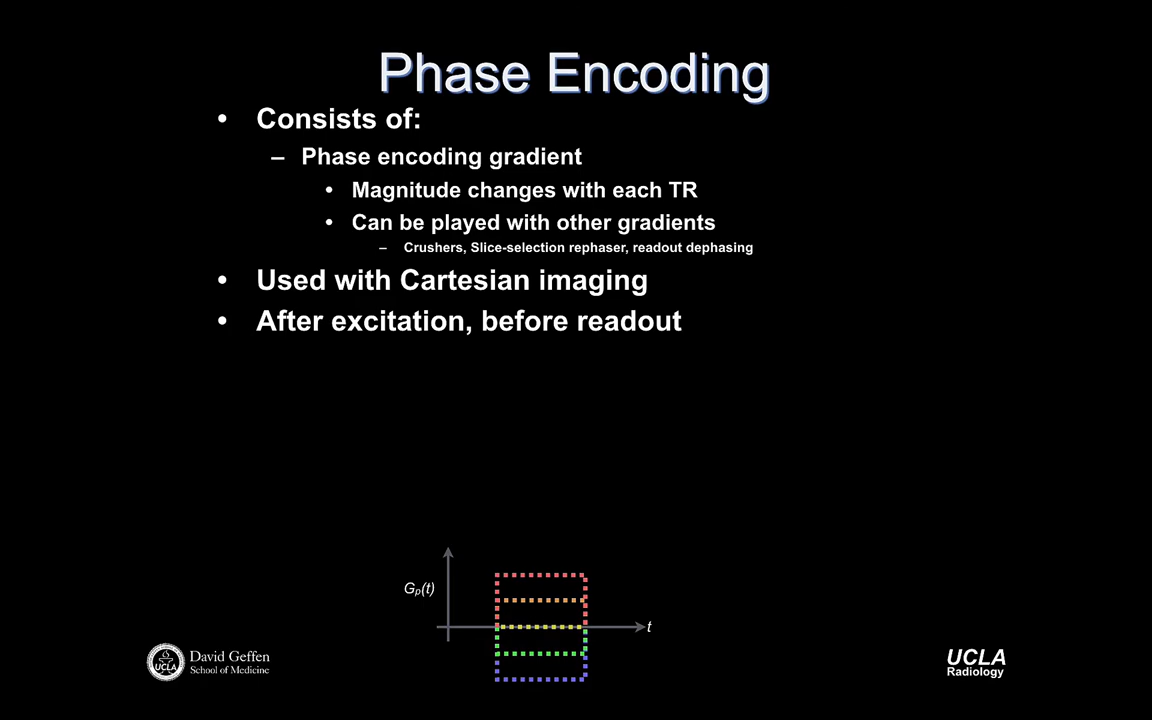 Phase Encoding
• Consists of:
– Phase encoding gradient
• Magnitude changes with each TR
• Can be played with other gradients
– Crushers, Slice-selection rephaser, readout dephasing
• Used with Cartesian imaging
• After excitation, before readout
Gp(t)
t
UCLA
David Geffen
School of Medicine
UCLA
Radiology